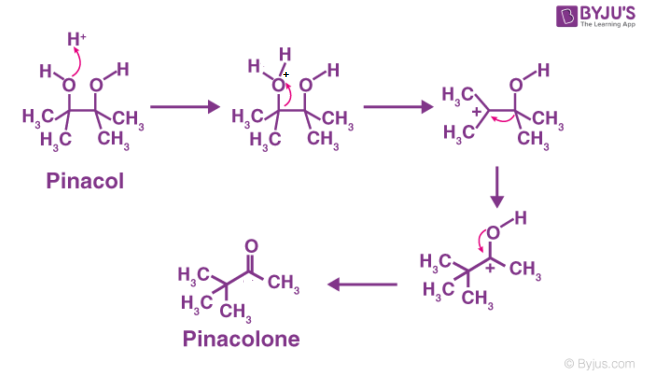 BYJU'S
The Learning App
H⁺
H O O H
H₃C CH₃
H₃C CH₃
Pinacol
H H
O + O H
H₃C CH₃
H₃C CH₃
O H
H₃C +
H₃C CH₃
CH₃
O H
H₃C + CH₃
H₃C CH₃
O
H₃C CH₃
H₃C CH₃
Pinacolone
© Byjus.com